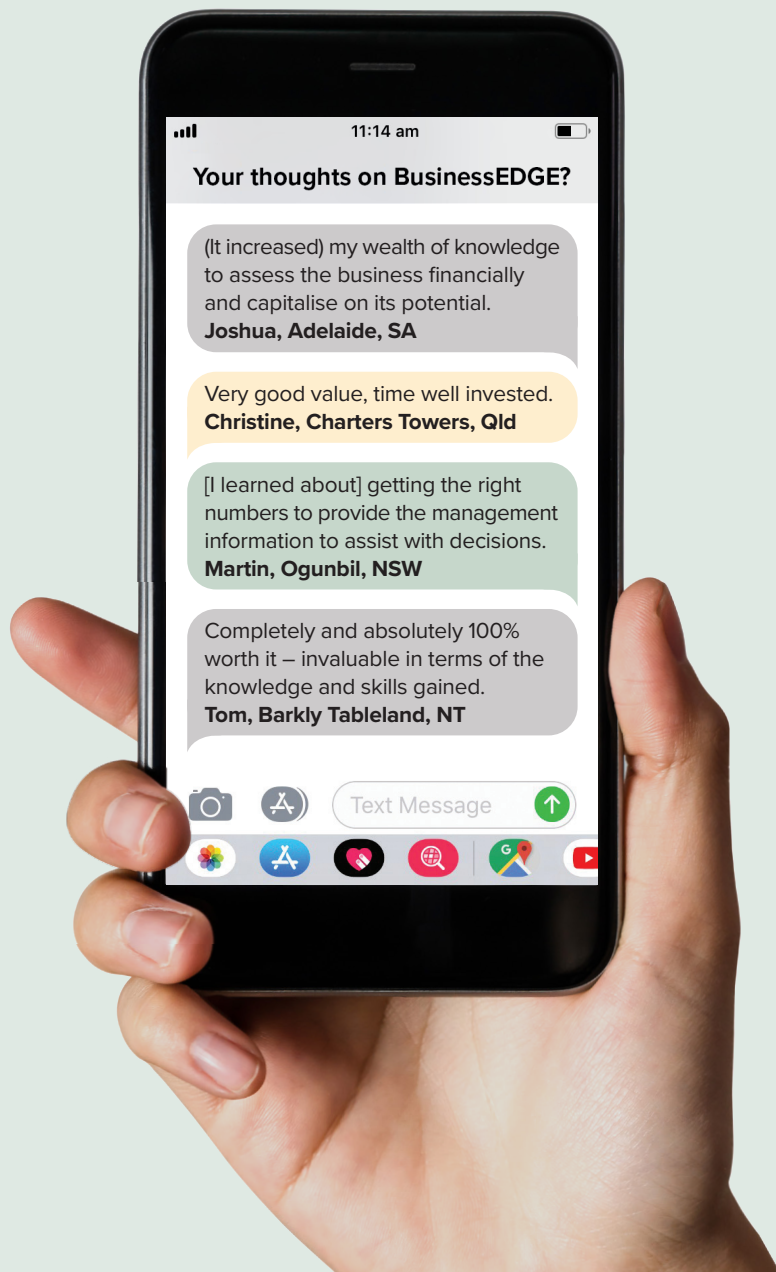 11:14 am
Your thoughts on BusinessEDGE?
(It increased) my wealth of knowledge
to assess the business financially
and capitalise on its potential.
Joshua, Adelaide, SA
Very good value, time well invested.
Christine, Charters Towers, Qld
[I learned about] getting the right
numbers to provide the management
information to assist with decisions.
Martin, Ogunbil, NSW
Completely and absolutely 100%
worth it – invaluable in terms of the
knowledge and skills gained.
Tom, Barkly Tableland, NT
Text Message
G